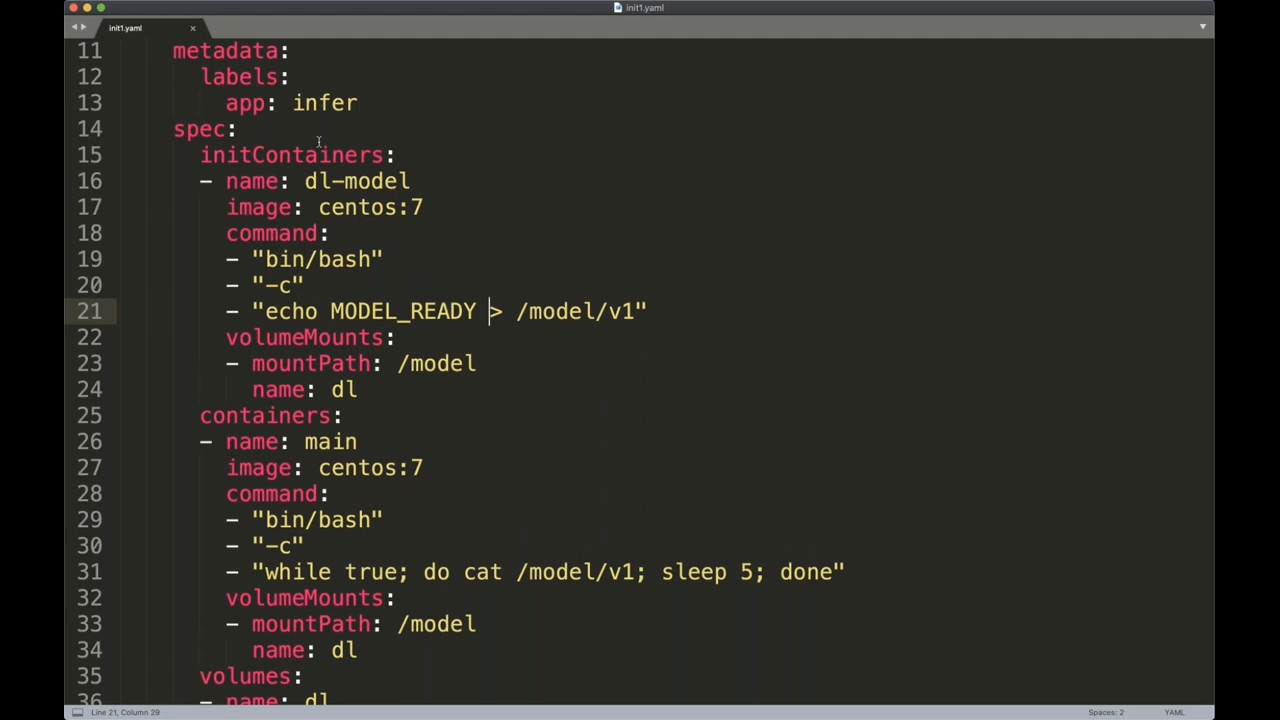 init1.yaml
init1.yaml ×
11 metadata:
12 labels:
13 app: infer
14 spec:
15 initContainers:
16 - name: dl-model
17 image: centos:7
18 command:
19 - "bin/bash"
20 - "-c"
21 - "echo MODEL_READY > /model/v1"
22 volumeMounts:
23 - mountPath: /model
24 name: dl
25 containers:
26 - name: main
27 image: centos:7
28 command:
29 - "bin/bash"
30 - "-c"
31 - "while true; do cat /model/v1; sleep 5; done"
32 volumeMounts:
33 - mountPath: /model
34 name: dl
35 volumes:
36 - name: dl
Line 21, Column 29 Spaces: 2 YAML